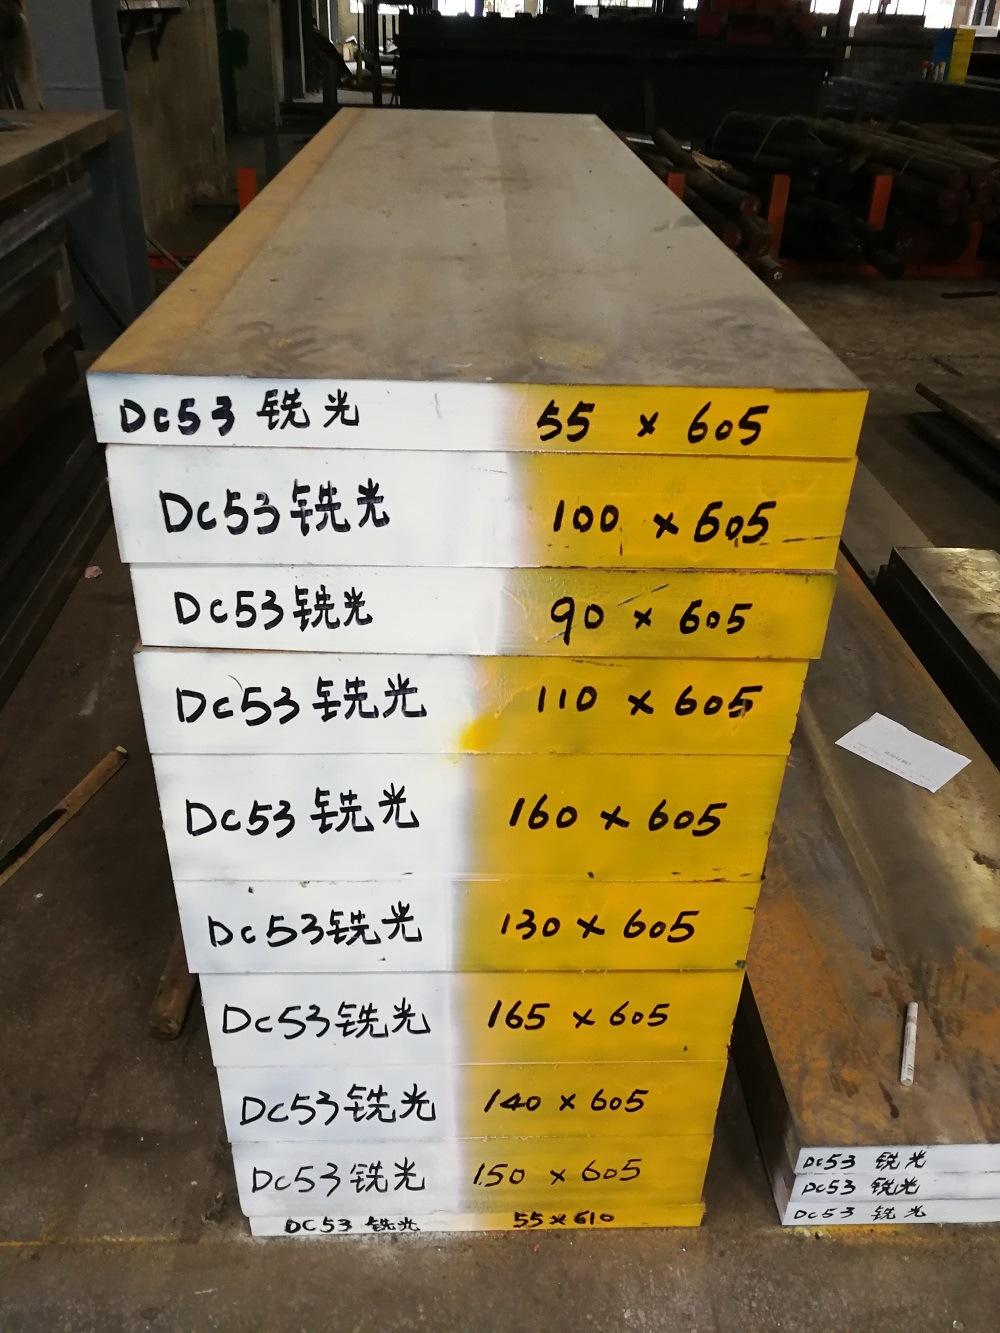 DC53 铣光 55 x 605
DC53 铣光 100 x 605
DC53 铣光 90 x 605
DC53 铣光 110 x 605
DC53 铣光 160 x 605
DC53 铣光 130 x 605
DC53 铣光 165 x 605
DC53 铣光 140 x 605
DC53 铣光 150 x 605
DC53 铣光 55 x 610
DC53 铣光
DC53 铣光
DC53 铣光